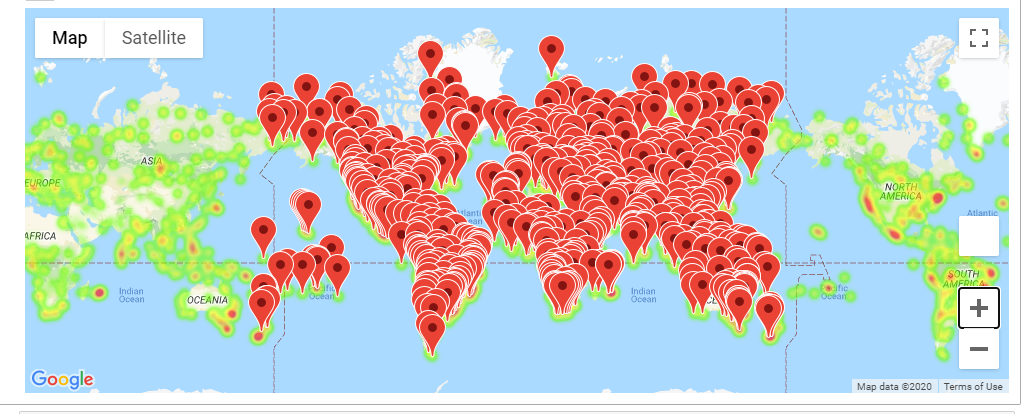 Map Satellite
ASIA
EUROPE
NORTH
AMERICA
Atlantic
AFRICA
Indian
Ocean
OCEANIA
Ocean
Indian
Ocean
Pacific
Ocean
SOUTH
AMERICA
Google
Map data ©2020 Terms of Use